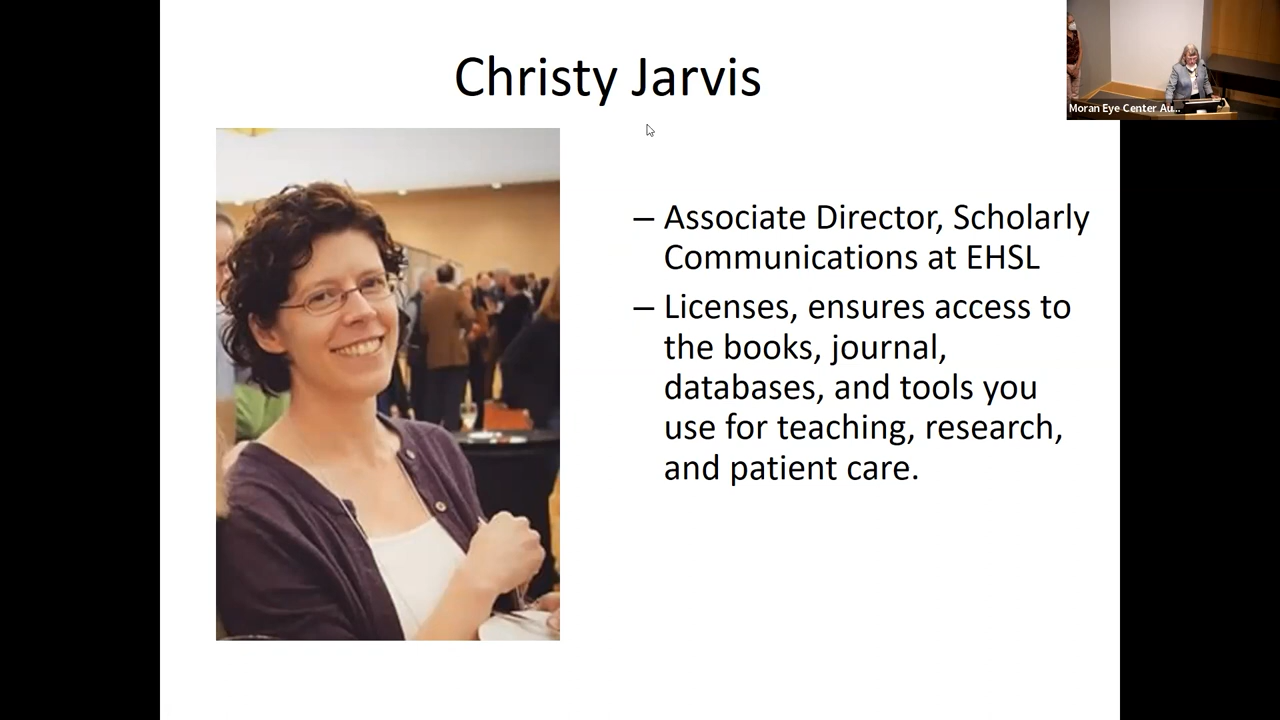 Christy Jarvis
Moran Eye Center Au...
– Associate Director, Scholarly
Communications at EHSL
– Licenses, ensures access to
the books, journal,
databases, and tools you
use for teaching, research,
and patient care.